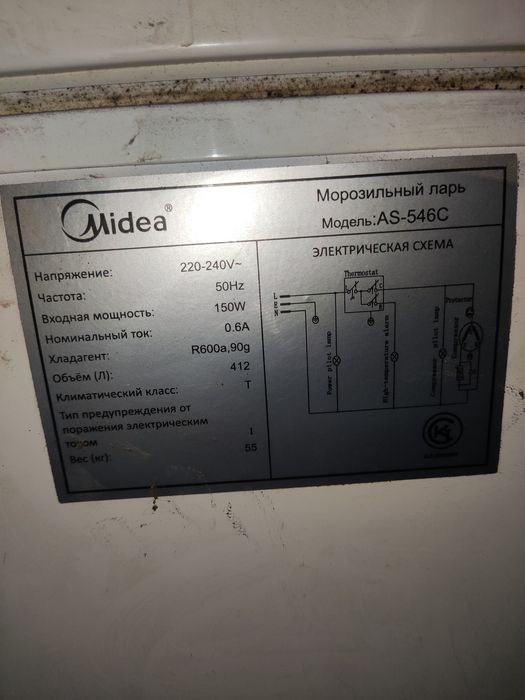 Midea®
Морозильный ларь
Модель:AS-546C
Напряжение: 220-240V~
Частота: 50Hz
Входная мощность: 150W
Номинальный ток: 0.6A
Хладагент: R600a,90g
Объём (Л): 412
Климатический класс: T
Тип предупреждения от
поражения электрическим
током I
Вес (кг): 55
ЭЛЕКТРИЧЕСКАЯ СХЕМА
Thermostat
L
E
N
Power pilot lamp
High-temperature alarm
Compressor pilot lamp
Compressor
Protector